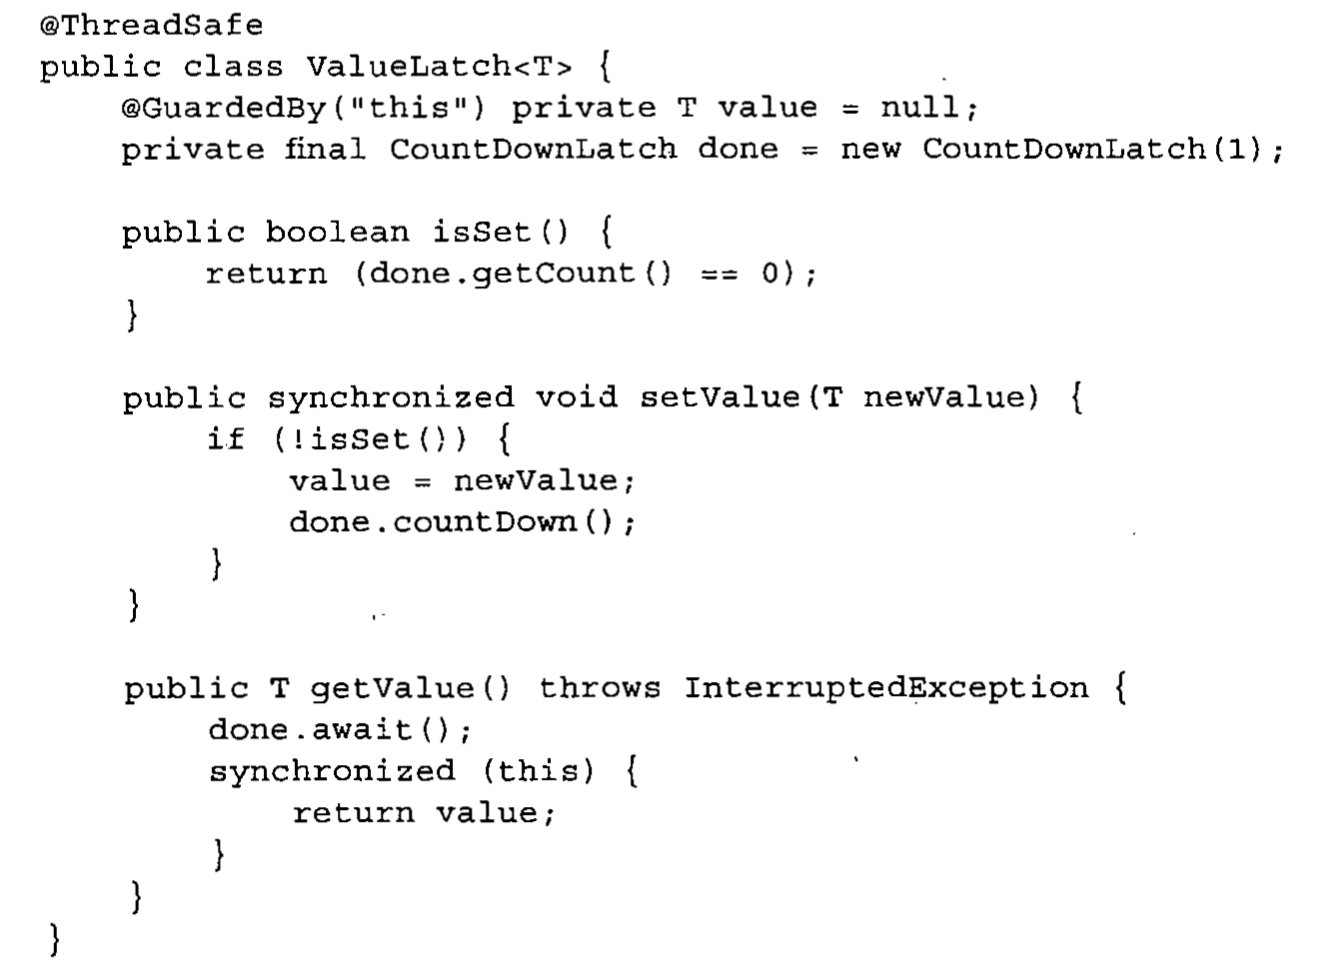 @ThreadSafe
public class ValueLatch<T> {
    @GuardedBy("this") private T value = null;
    private final CountDownLatch done = new CountDownLatch(1);

    public boolean isSet() {
        return (done.getCount() == 0);
    }

    public synchronized void setValue(T newValue) {
        if (!isSet()) {
            value = newValue;
            done.countDown();
        }
    }

    public T getValue() throws InterruptedException {
        done.await();
        synchronized (this) {
            return value;
        }
    }
}